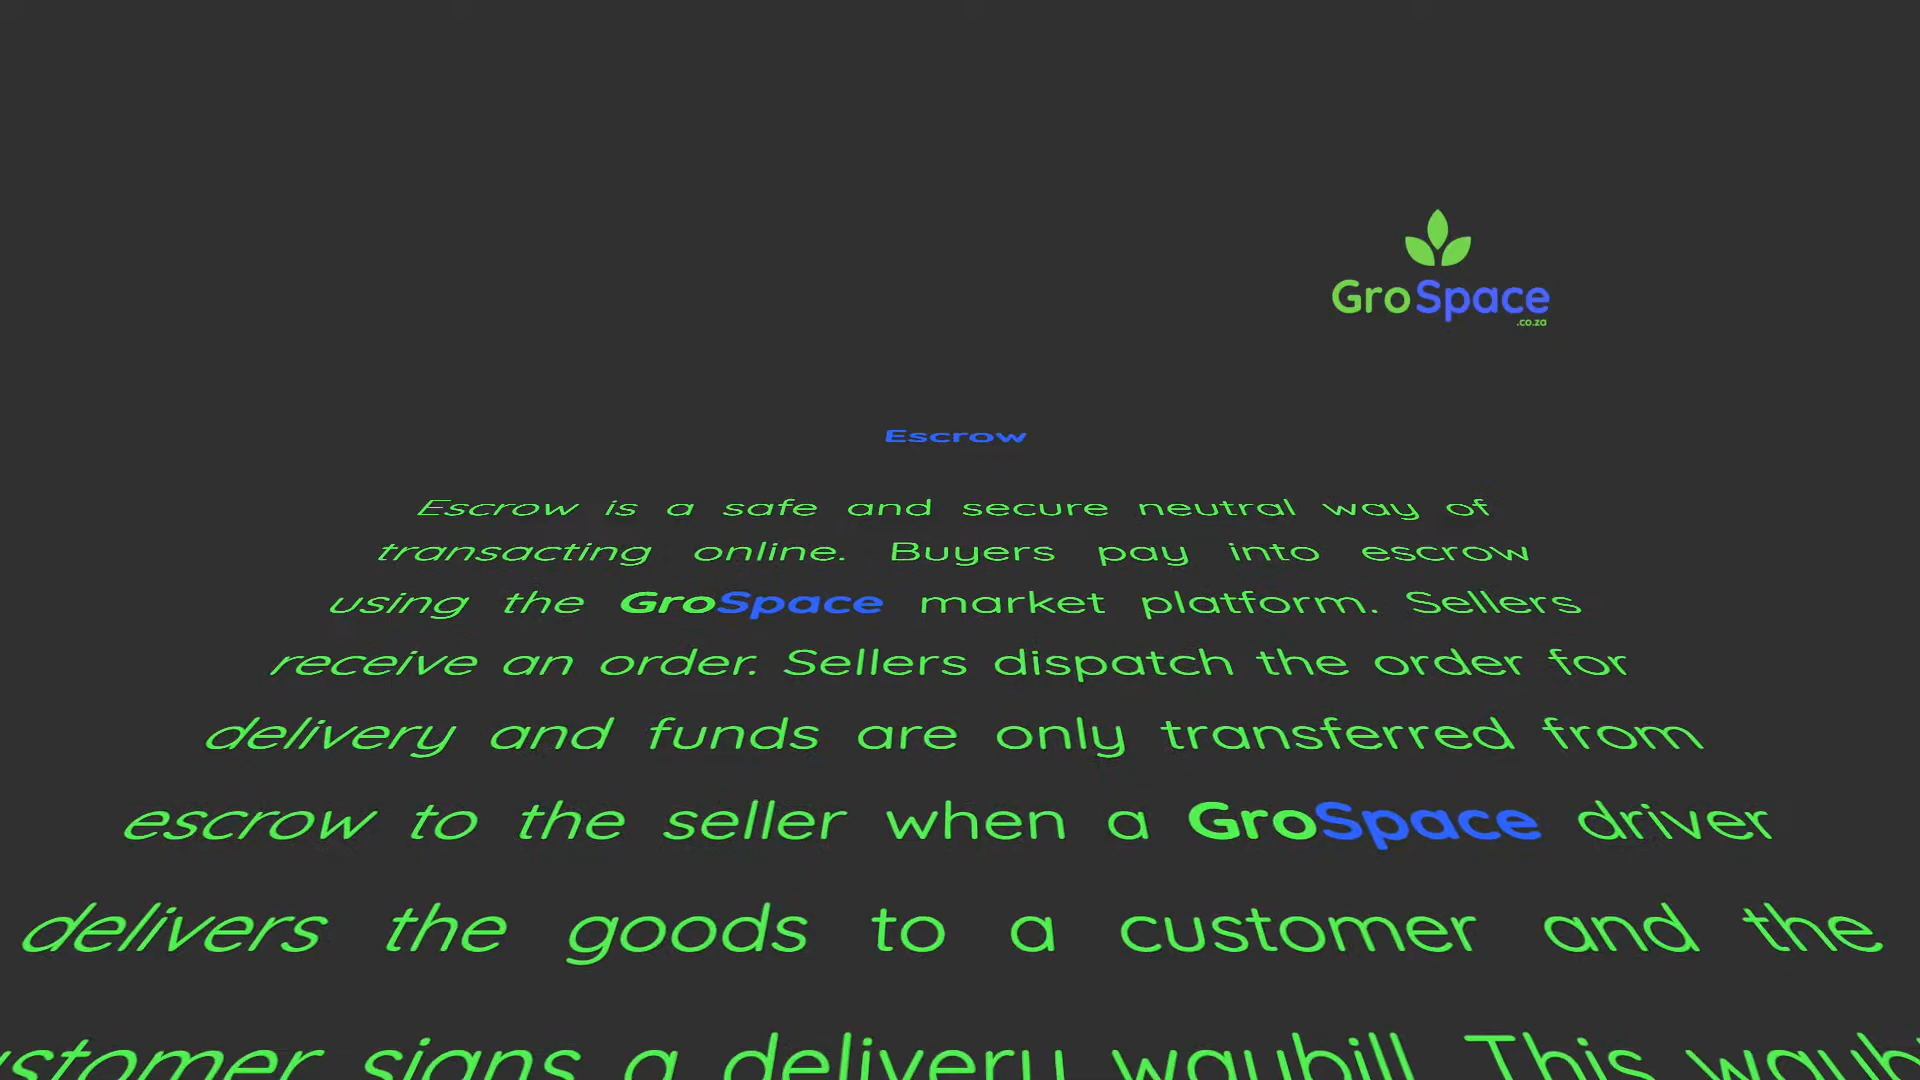 GroSpace
.co.za
Escrow
Escrow is a safe and secure neutral way of
transacting online. Buyers pay into escrow
using the GroSpace market platform. Sellers
receive an order. Sellers dispatch the order for
delivery and funds are only transferred from
escrow to the seller when a GroSpace driver
delivers the goods to a customer and the
signs a delivery waybill. This